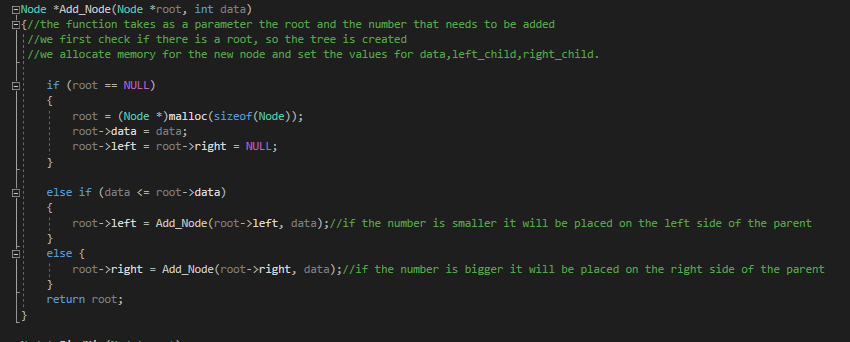 Node *Add_Node(Node *root, int data)
{//the function takes as a parameter the root and the number that needs to be added
//we first check if there is a root, so the tree is created
//we allocate memory for the new node and set the values for data,left_child,right_child.
if (root == NULL)
{
root = (Node *)malloc(sizeof(Node));
root->data = data;
root->left = root->right = NULL;
}
else if (data <= root->data)
{
root->left = Add_Node(root->left, data);//if the number is smaller it will be placed on the left side of the parent
}
else {
root->right = Add_Node(root->right, data);//if the number is bigger it will be placed on the right side of the parent
}
return root;
}